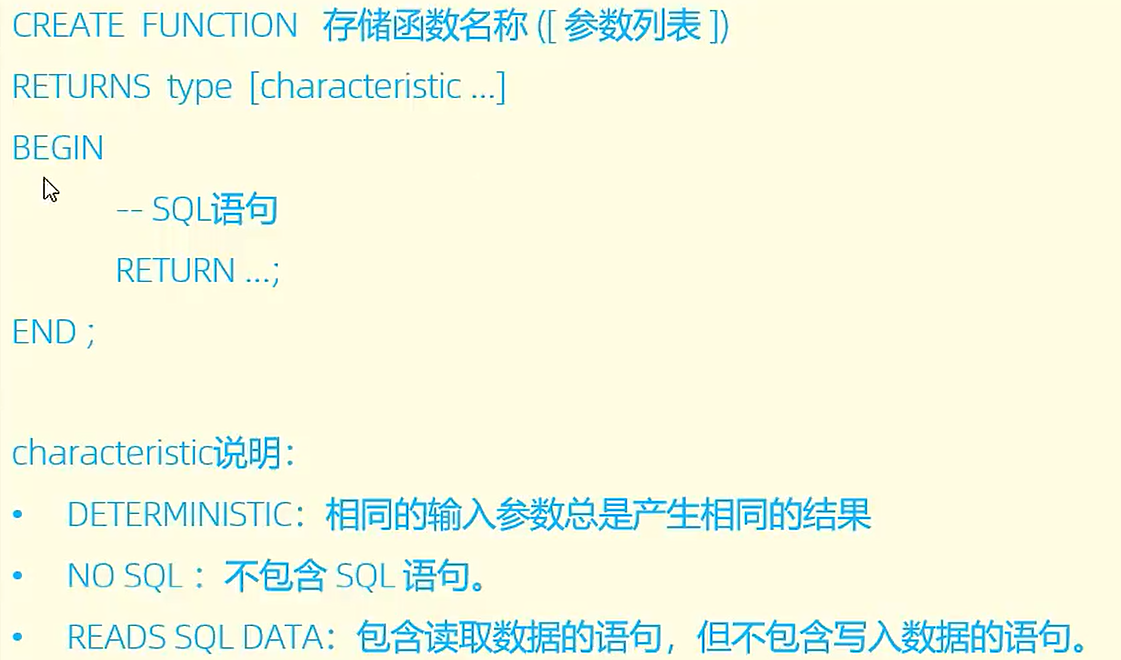 CREATE FUNCTION 存储函数名称 ([ 参数列表 ])
RETURNS type [characteristic ...]
BEGIN
-- SQL语句
RETURN ...;
END ;
characteristic说明：
• DETERMINISTIC：相同的输入参数总是产生相同的结果
• NO SQL ：不包含 SQL 语句。
• READS SQL DATA：包含读取数据的语句，但不包含写入数据的语句。